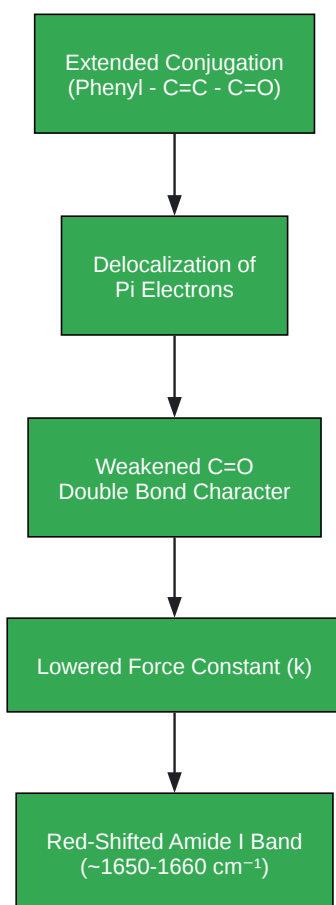 Extended Conjugation
(Phenyl - C=C - C=O)
Delocalization of
Pi Electrons
Weakened C=O
Double Bond Character
Lowered Force Constant (k)
Red-Shifted Amide I Band
(~1650-1660 cm⁻¹)